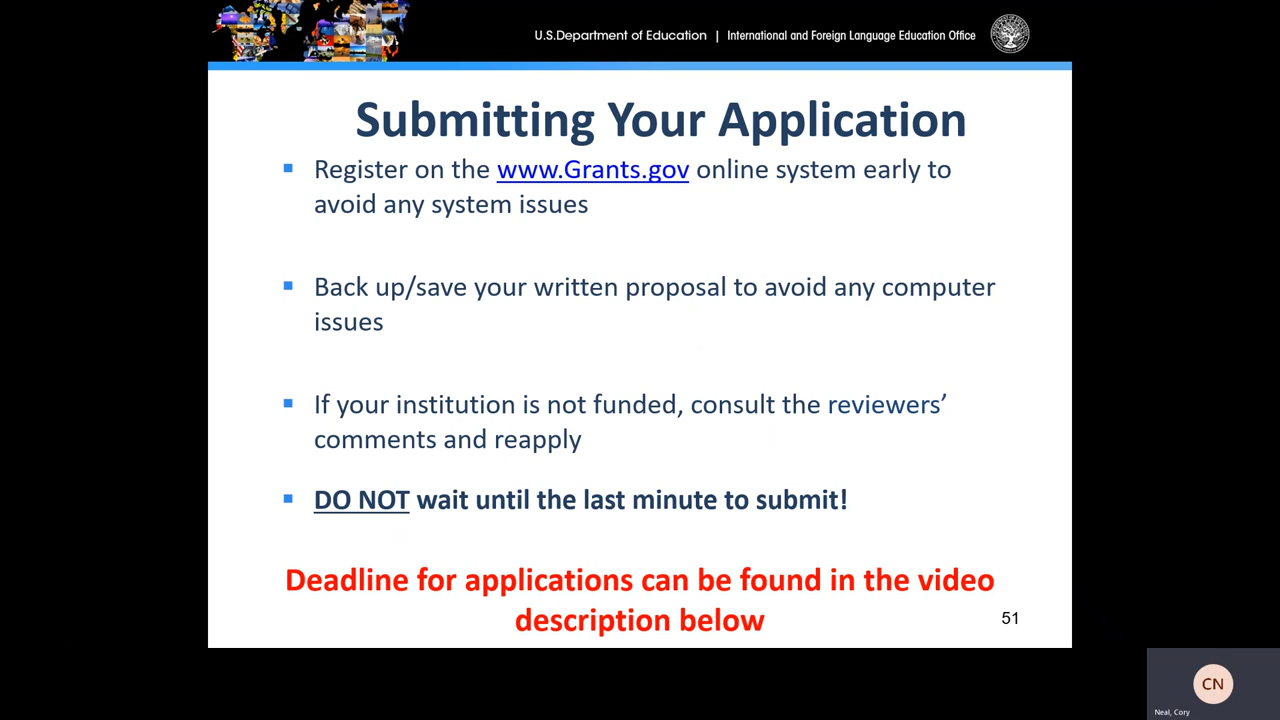 U.S.Department of Education | International and Foreign Language Education Office
Submitting Your Application
Register on the www.Grants.gov online system early to
avoid any system issues
Back up/save your written proposal to avoid any computer
issues
If your institution is not funded, consult the reviewers’
comments and reapply
DO NOT wait until the last minute to submit!
Deadline for applications can be found in the video
description below
51
CN
Neal, Cory